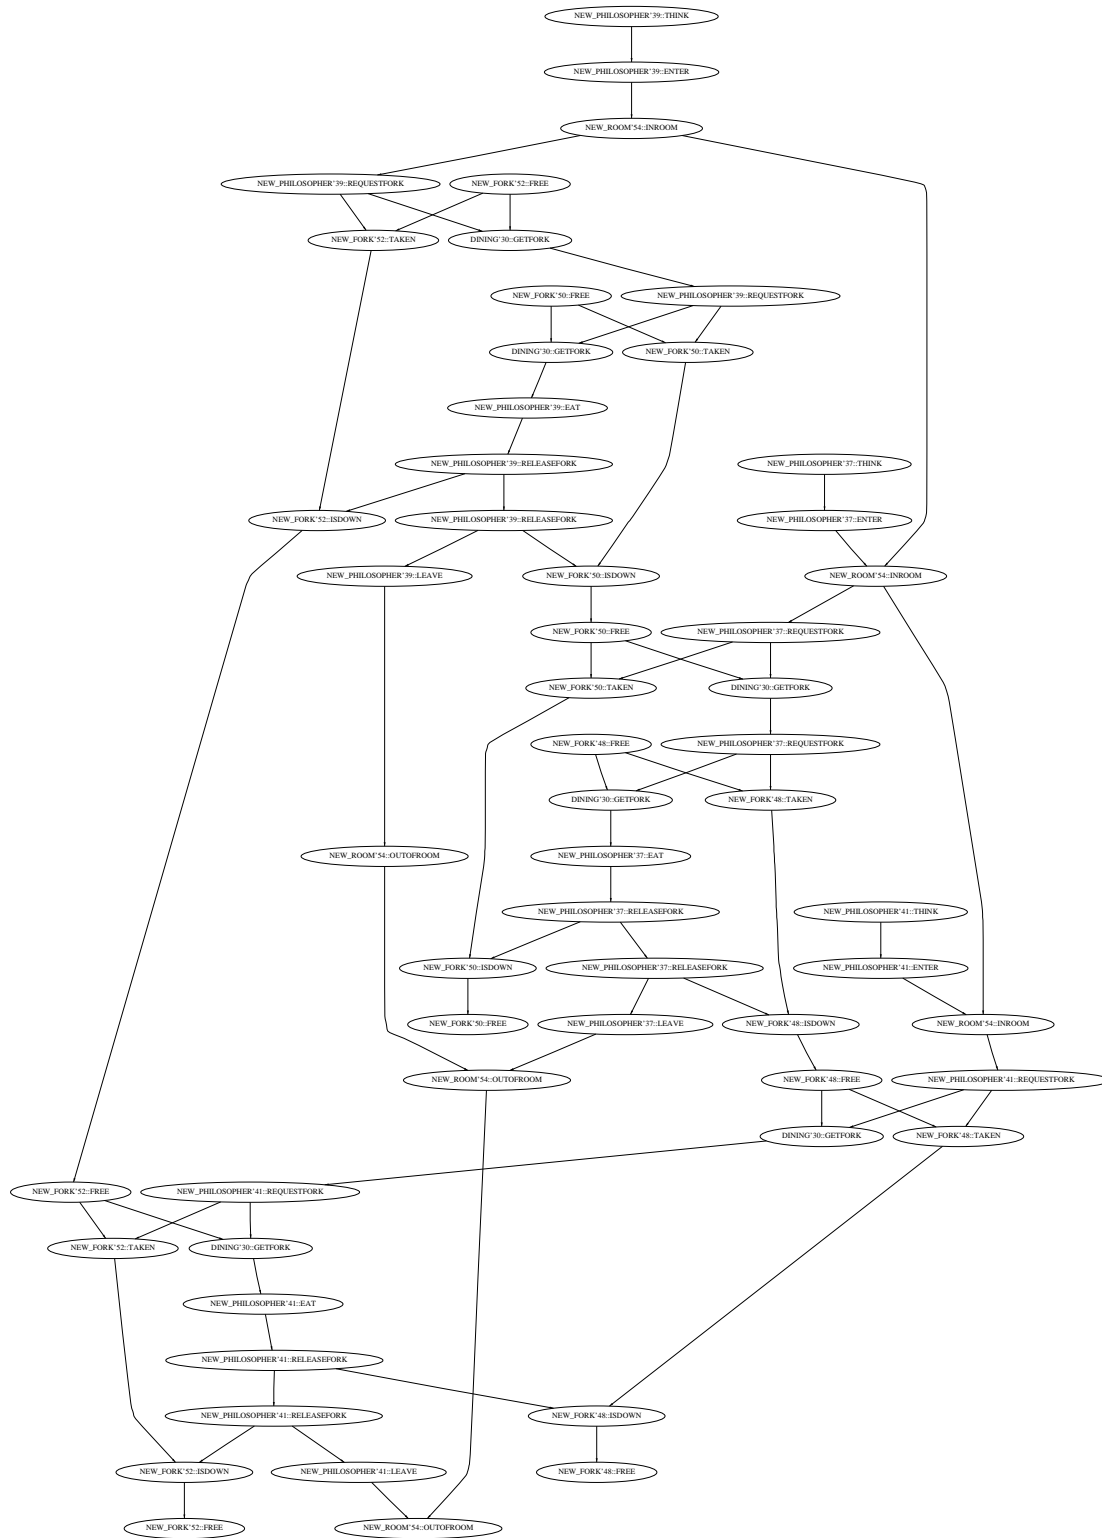 NEW_PHILOSOPHER'39::THINK
NEW_PHILOSOPHER'39::ENTER
NEW_ROOM'54::INROOM
NEW_PHILOSOPHER'39::REQUESTFORK
NEW_FORK'52::FREE
NEW_FORK'52::TAKEN
DINING'30::GETFORK
NEW_FORK'50::FREE
NEW_PHILOSOPHER'39::REQUESTFORK
DINING'30::GETFORK
NEW_FORK'50::TAKEN
NEW_PHILOSOPHER'39::EAT
NEW_PHILOSOPHER'39::RELEASEFORK
NEW_PHILOSOPHER'37::THINK
NEW_FORK'52::ISDOWN
NEW_PHILOSOPHER'39::RELEASEFORK
NEW_PHILOSOPHER'37::ENTER
NEW_PHILOSOPHER'39::LEAVE
NEW_FORK'50::ISDOWN
NEW_ROOM'54::INROOM
NEW_FORK'50::FREE
NEW_PHILOSOPHER'37::REQUESTFORK
NEW_FORK'50::TAKEN
DINING'30::GETFORK
NEW_FORK'48::FREE
NEW_PHILOSOPHER'37::REQUESTFORK
DINING'30::GETFORK
NEW_FORK'48::TAKEN
NEW_ROOM'54::OUTOFROOM
NEW_PHILOSOPHER'37::EAT
NEW_PHILOSOPHER'37::RELEASEFORK
NEW_PHILOSOPHER'41::THINK
NEW_FORK'50::ISDOWN
NEW_PHILOSOPHER'37::RELEASEFORK
NEW_PHILOSOPHER'41::ENTER
NEW_FORK'50::FREE
NEW_PHILOSOPHER'37::LEAVE
NEW_FORK'48::ISDOWN
NEW_ROOM'54::INROOM
NEW_ROOM'54::OUTOFROOM
NEW_FORK'48::FREE
NEW_PHILOSOPHER'41::REQUESTFORK
DINING'30::GETFORK
NEW_FORK'48::TAKEN
NEW_FORK'52::FREE
NEW_PHILOSOPHER'41::REQUESTFORK
NEW_FORK'52::TAKEN
DINING'30::GETFORK
NEW_PHILOSOPHER'41::EAT
NEW_PHILOSOPHER'41::RELEASEFORK
NEW_PHILOSOPHER'41::RELEASEFORK
NEW_FORK'48::ISDOWN
NEW_FORK'52::ISDOWN
NEW_PHILOSOPHER'41::LEAVE
NEW_FORK'48::FREE
NEW_FORK'52::FREE
NEW_ROOM'54::OUTOFROOM